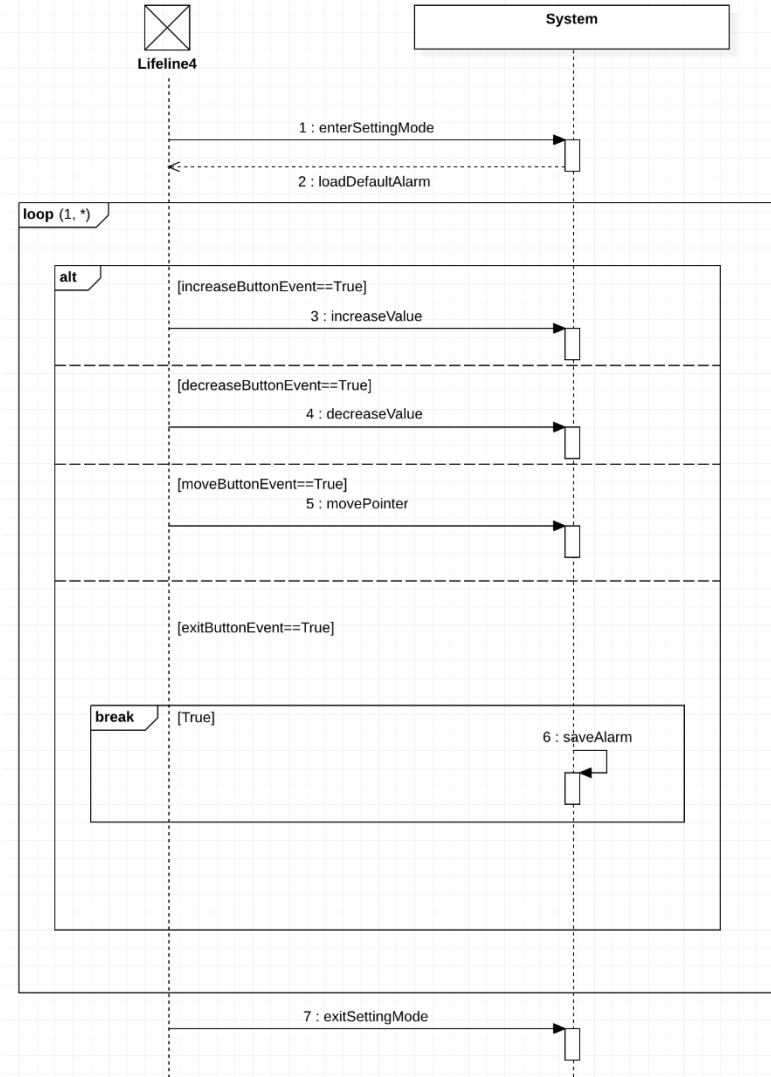 System
Lifeline4
1 : enterSettingMode
2 : loadDefaultAlarm
loop (1, *)
alt
[increaseButtonEvent==True]
3 : increaseValue
[decreaseButtonEvent==True]
4 : decreaseValue
[moveButtonEvent==True]
5 : movePointer
[exitButtonEvent==True]
break [True]
6 : saveAlarm
7 : exitSettingMode